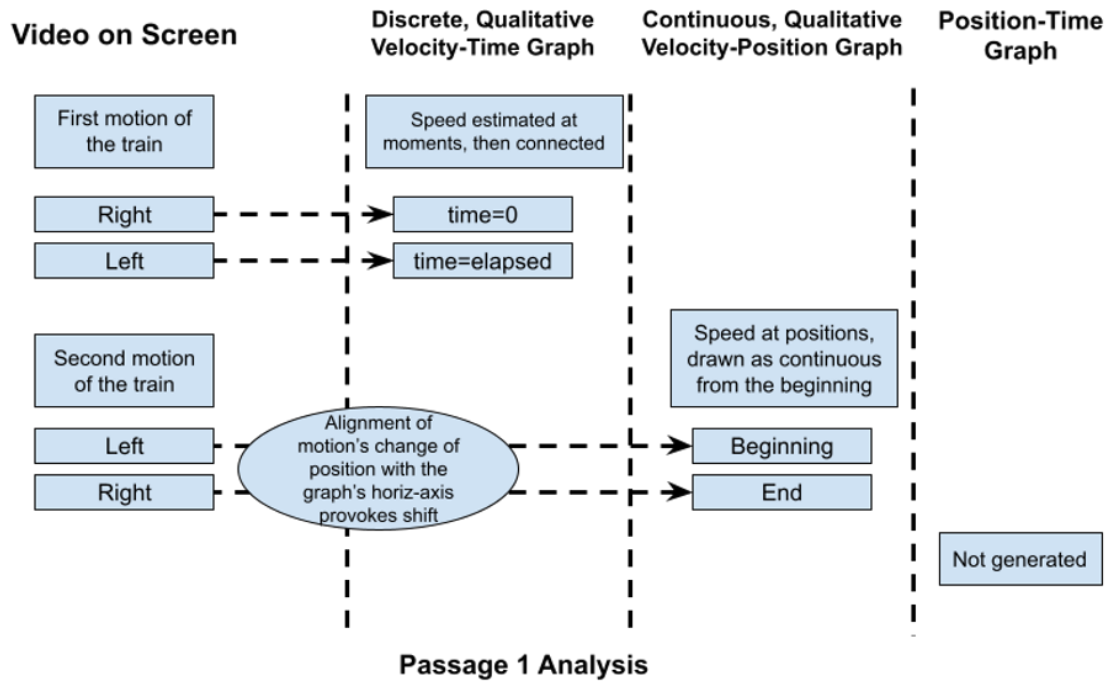 Video on Screen
Discrete, Qualitative
Velocity-Time Graph
Continuous, Qualitative
Velocity-Position Graph
Position-Time
Graph
First motion of
the train
Speed estimated at
moments, then connected
Right
time=0
Left
time=elapsed
Second motion
of the train
Speed at positions,
drawn as continuous
from the beginning
Left
Alignment of
motion's change of
position with the
graph's horiz-axis
provokes shift
Beginning
Right
End
Not generated
Passage 1 Analysis